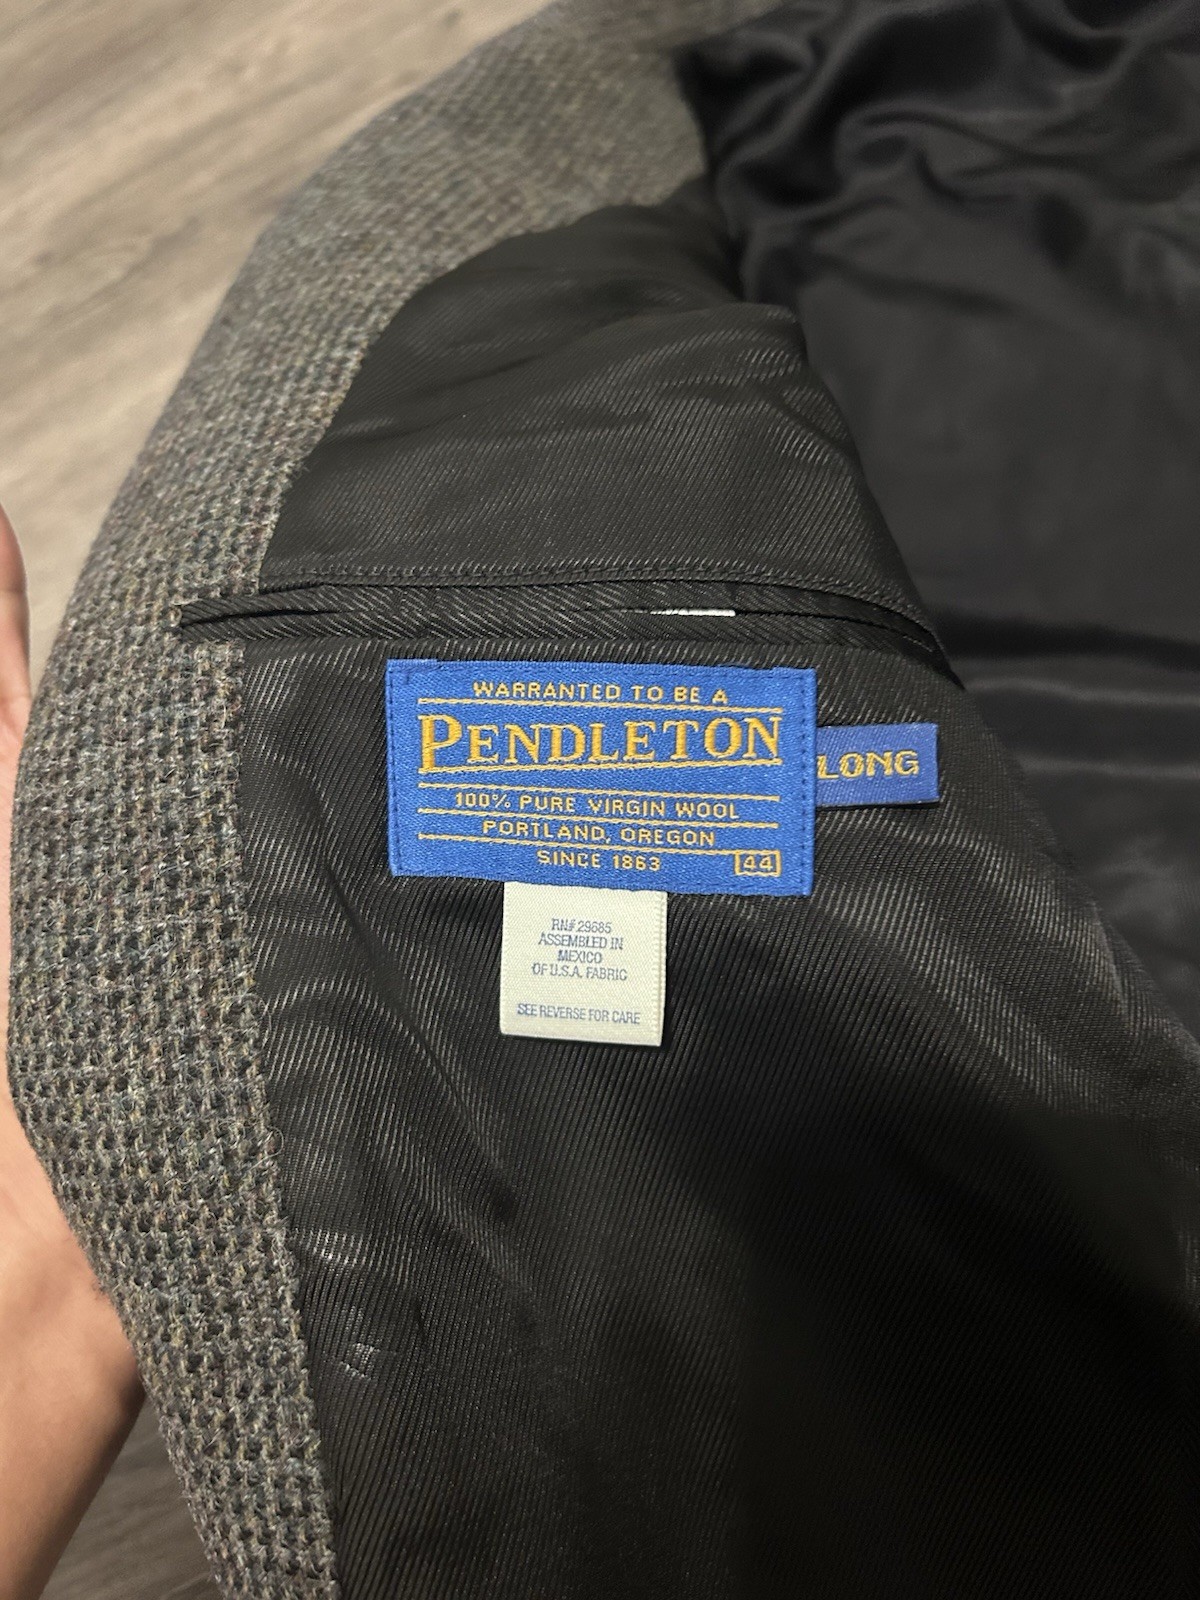 WARRANTED TO BE A
PENDLETON
100% PURE VIRGIN WOOL
PORTLAND, OREGON
SINCE 1863
44
LONG
RN# 29685
ASSEMBLED IN
MEXICO
OF U.S.A. FABRIC
SEE REVERSE FOR CARE